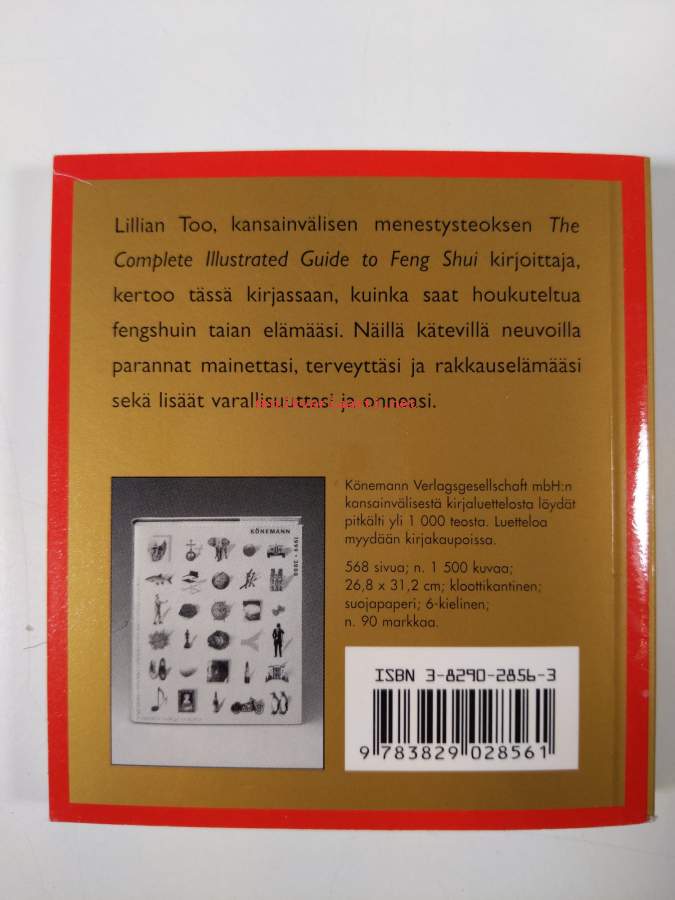 Lillian Too, kansainvälisen menestysteoksen The
Complete Illustrated Guide to Feng Shui kirjoittaja,
kertoo tässä kirjassaan, kuinka saat houkuteltua
fengshuin taian elämääsi. Näillä kätevillä neuvoilla
parannat mainettasi, terveyttäsi ja rakkauselämääsi
sekä lisäät varallisuuttasi ja onneasi.
Könemann Verlagsgesellschaft mbH:n
kansainvälisestä kirjaluettelosta löydät
pitkälti yli 1 000 teosta. Luetteloa
myydään kirjakaupoissa.
568 sivua; n. 1 500 kuvaa;
26,8 x 31,2 cm; kloottikantinen;
suojapaperi; 6-kielinen;
n. 90 markkaa.
KÖNEMANN
1999 • 2000
ISBN 3-8290-2856-3
9 783829 028561